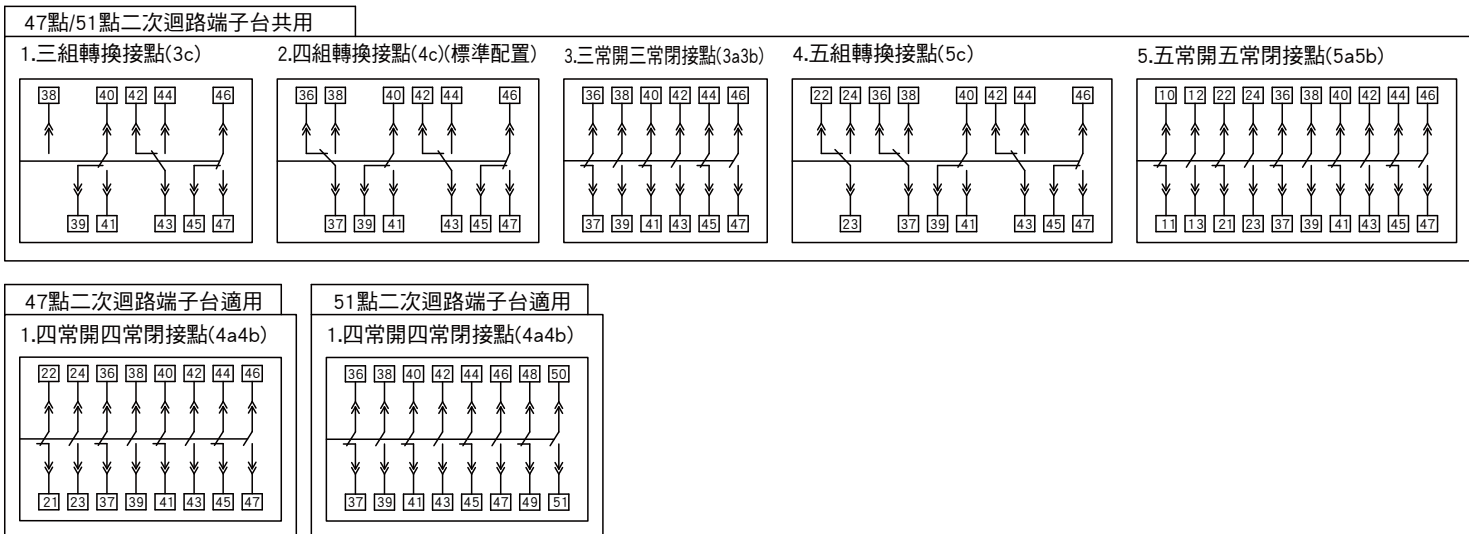 47點/51點二次迴路端子台共用
1.三組轉換接點(3c)
38 40 42 44 46
39 41 43 45 47
2.四組轉換接點(4c)(標準配置)
36 38 40 42 44 46
37 39 41 43 45 47
3.三常開三常閉接點(3a3b)
36 38 40 42 44 46
37 39 41 43 45 47
4.五組轉換接點(5c)
22 24 36 38 40 42 44 46
23 37 39 41 43 45 47
5.五常開五常閉接點(5a5b)
10 12 22 24 36 38 40 42 44 46
11 13 21 23 37 39 41 43 45 47
47點二次迴路端子台適用
1.四常開四常閉接點(4a4b)
22 24 36 38 40 42 44 46
21 23 37 39 41 43 45 47
51點二次迴路端子台適用
1.四常開四常閉接點(4a4b)
36 38 40 42 44 46 48 50
37 39 41 43 45 47 49 51